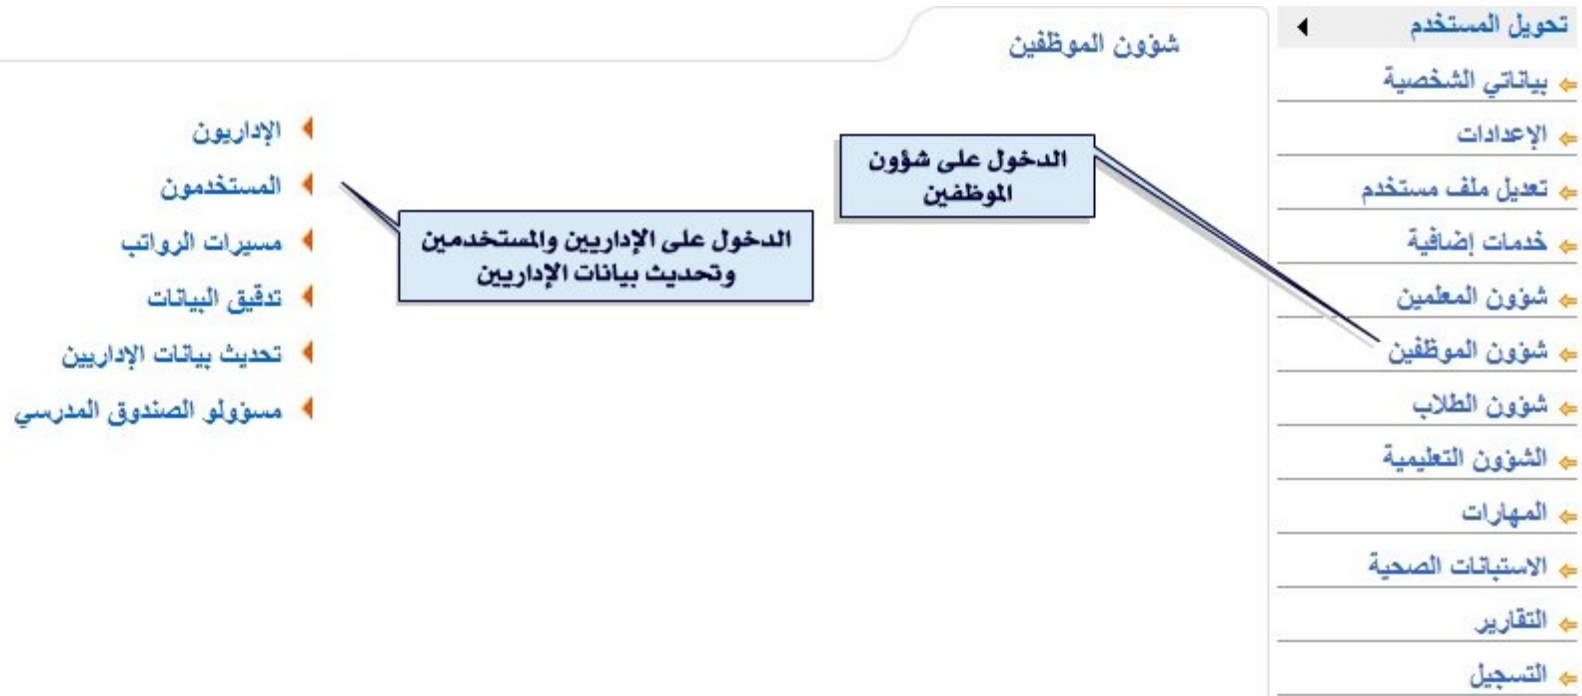 تحويل المستخدم
بياناتي الشخصية
الإعدادات
تعديل ملف مستخدم
خدمات إضافية
شؤون المعلمين
شؤون الموظفين
شؤون الطلاب
الشؤون التعليمية
المهارات
الاستبانات الصحية
التقارير
التسجيل
شؤون الموظفين
الدخول على شؤون
الموظفين
الدخول على الإداريين والمستخدمين
وتحديث بيانات الإداريين
الإداريون
المستخدمون
مسيرات الرواتب
تدقيق البيانات
تحديث بيانات الإداريين
مسؤولو الصندوق المدرسي